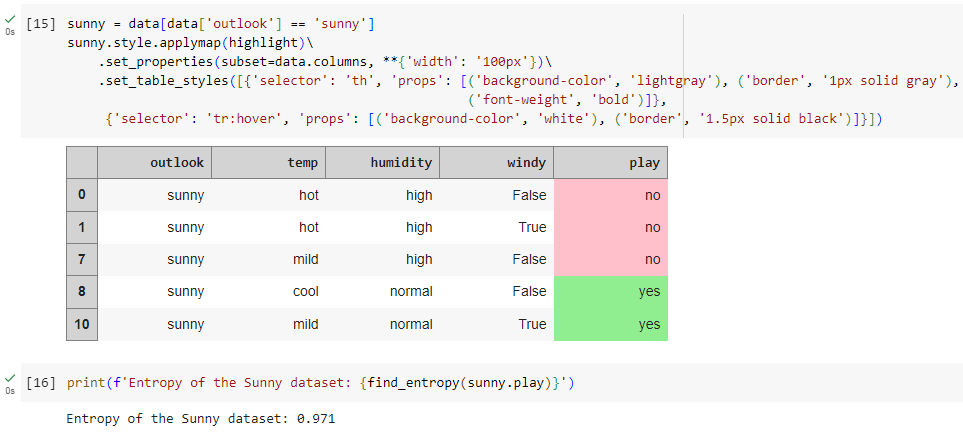 [15] sunny = data[data['outlook'] == 'sunny']
0s
sunny.style.applymap(highlight)\
.set_properties(subset=data.columns, **{'width': '100px'})\
.set_table_styles([{'selector': 'th', 'props': [('background-color', 'lightgray'), ('border', '1px solid gray'),
('font-weight', 'bold')]},
{'selector': 'tr:hover', 'props': [('background-color', 'white'), ('border', '1.5px solid black')]}])
outlook temp humidity windy play
0 sunny hot high False no
1 sunny hot high True no
7 sunny mild high False no
8 sunny cool normal False yes
10 sunny mild normal True yes
[16] print(f'Entropy of the Sunny dataset: {find_entropy(sunny.play)}')
0s
Entropy of the Sunny dataset: 0.971